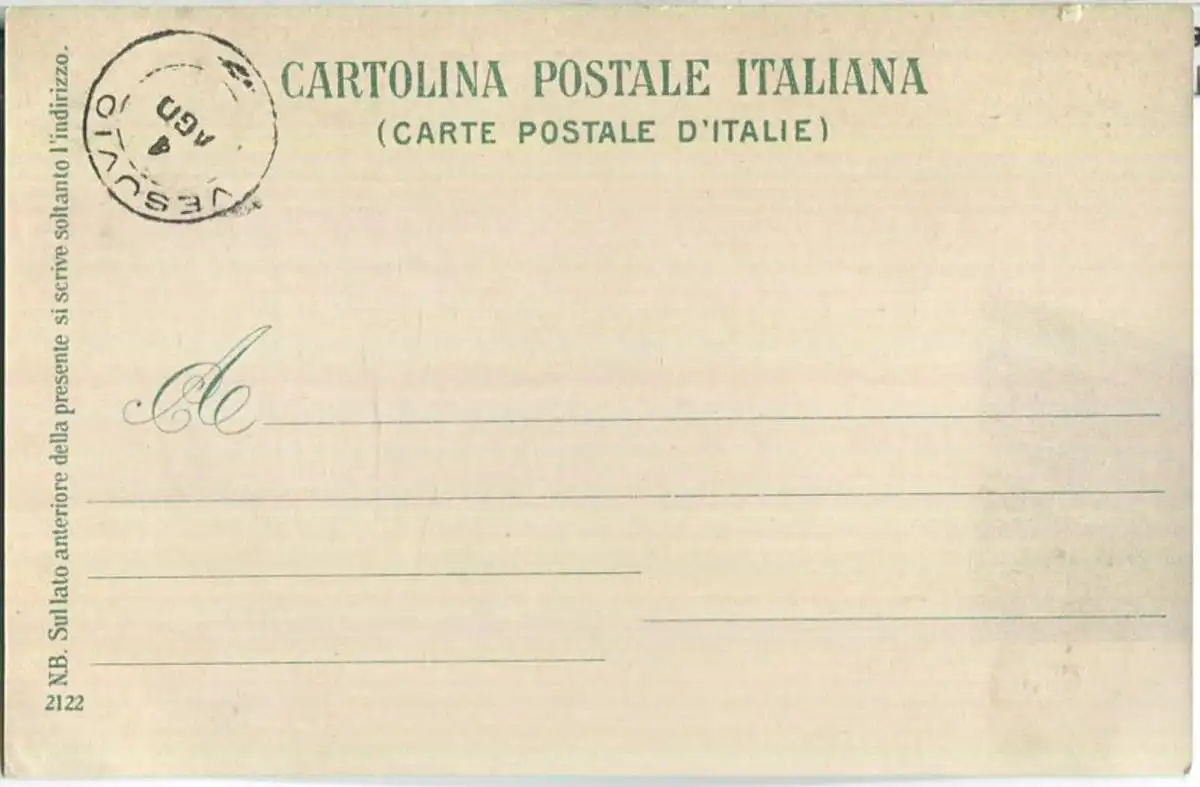 CARTOLINA POSTALE ITALIANA
(CARTE POSTALE D'ITALIE)
VESUVIO
4
AGO
A
N.B. Sul lato anteriore della presente si scrive soltanto l'indirizzo.
2122